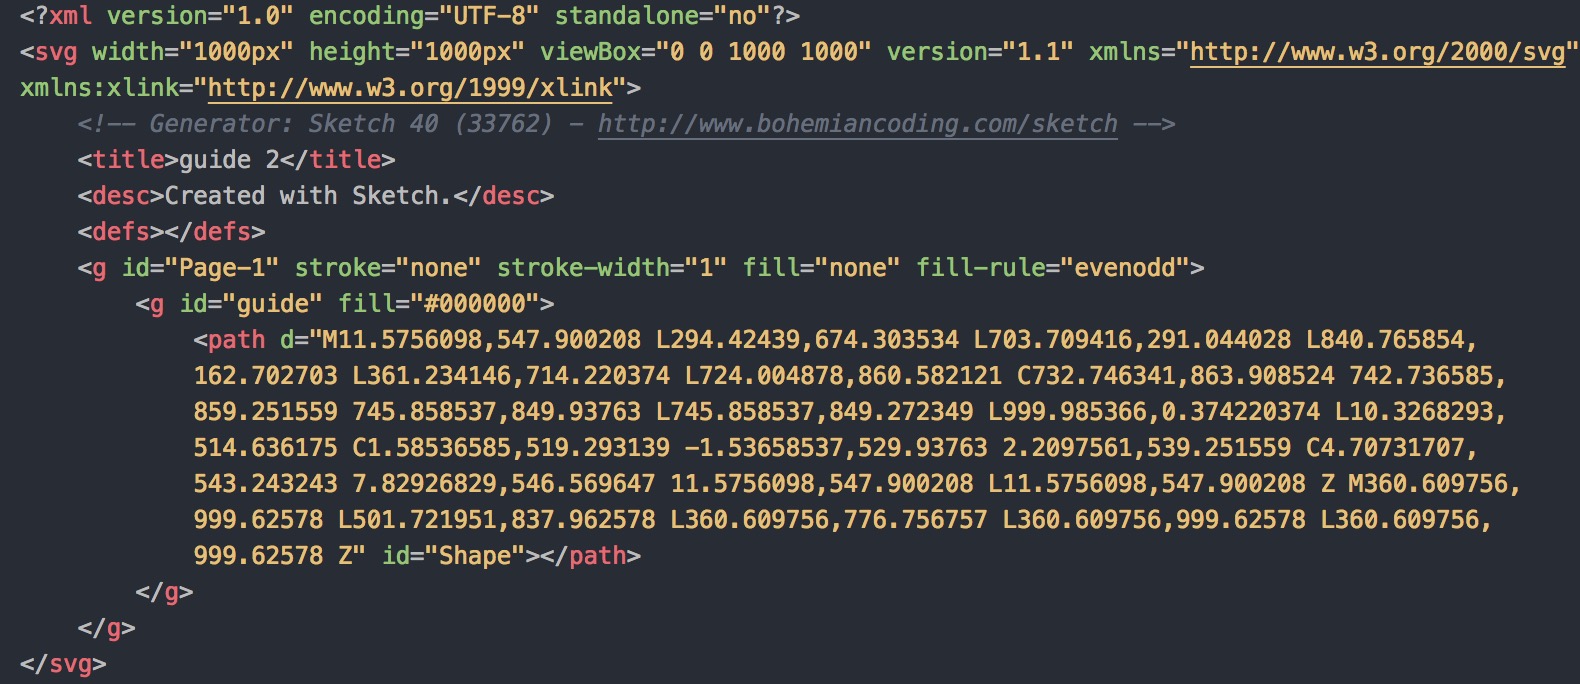 <?xml version="1.0" encoding="UTF-8" standalone="no"?>
<svg width="1000px" height="1000px" viewBox="0 0 1000 1000" version="1.1" xmlns="http://www.w3.org/2000/svg"
xmlns:xlink="http://www.w3.org/1999/xlink">
<!-- Generator: Sketch 40 (33762) - http://www.bohemiancoding.com/sketch -->
<title>guide 2</title>
<desc>Created with Sketch.</desc>
<defs></defs>
<g id="Page-1" stroke="none" stroke-width="1" fill="none" fill-rule="evenodd">
<g id="guide" fill="#000000">
<path d="M11.5756098,547.900208 L294.42439,674.303534 L703.709416,291.044028 L840.765854,
162.702703 L361.234146,714.220374 L724.004878,860.582121 C732.746341,863.908524 742.736585,
859.251559 745.858537,849.93763 L745.858537,849.272349 L999.985366,0.374220374 L10.3268293,
514.636175 C1.58536585,519.293139 -1.53658537,529.93763 2.2097561,539.251559 C4.70731707,
543.243243 7.82926829,546.569647 11.5756098,547.900208 L11.5756098,547.900208 Z M360.609756,
999.62578 L501.721951,837.962578 L360.609756,776.756757 L360.609756,999.62578 L360.609756,
999.62578 Z" id="Shape"></path>
</g>
</g>
</svg>